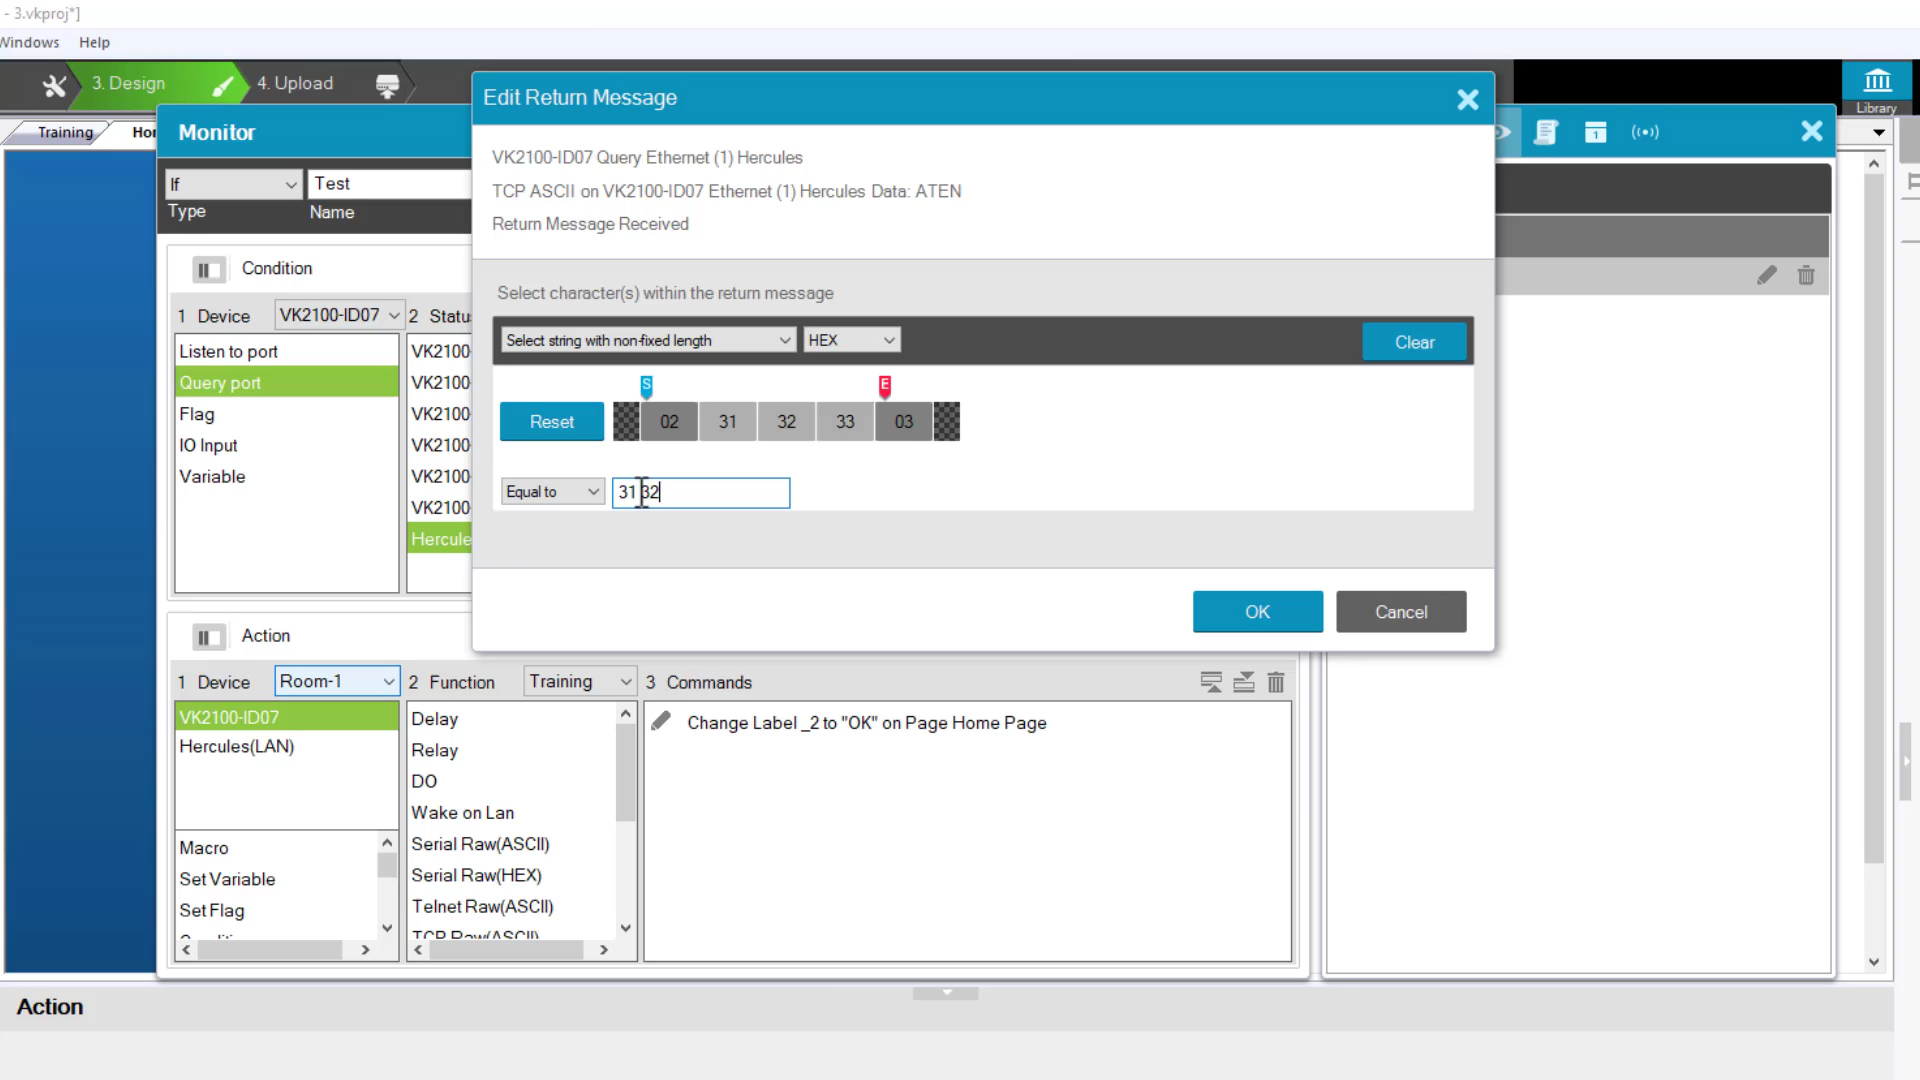 - 3.vkproj*]
Windows Help
3. Design
4. Upload
Library
Training
Monitor
Edit Return Message
If
Test
Type
Name
VK2100-ID07 Query Ethernet (1) Hercules
TCP ASCII on VK2100-ID07 Ethernet (1) Hercules Data: ATEN
Return Message Received
Condition
1 Device VK2100-ID07 2
Listen to port
Query port
Flag
IO Input
Variable
VK2100
VK2100
VK2100
VK2100
VK2100
VK2100
Select character(s) within the return message
Select string with non-fixed length
HEX
Clear
S
E
Reset 02 31 32 33 03
Equal to 31 32
OK
Cancel
Action
1 Device Room-1 2 Function Training 3 Commands
VK2100-ID07
Hercules(LAN)
Macro
Set Variable
Set Flag
Delay
Relay
DO
Wake on Lan
Serial Raw(ASCII)
Serial Raw(HEX)
Telnet Raw(ASCII)
TCP Raw(ASCII)
Change Label _2 to "OK" on Page Home Page
1
Action